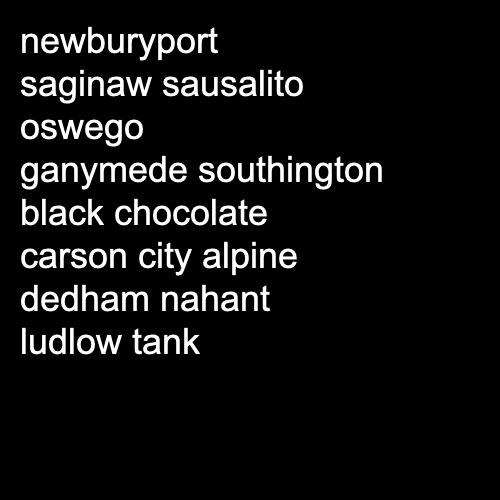 newburyport
saginaw sausalito
oswego
ganymede southington
black chocolate
carson city alpine
dedham nahant
ludlow tank